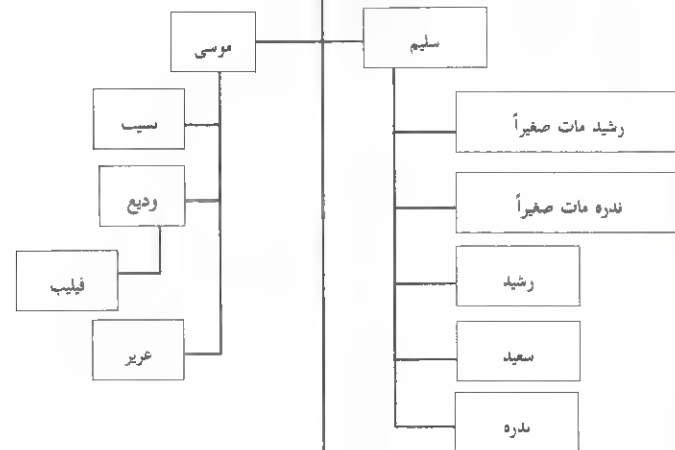 سليم
موسى
رشيد مات صغيراً
نسيب
ندره مات صغيراً
وديع
رشيد
فيليب
سعيد
عزيز
ندره